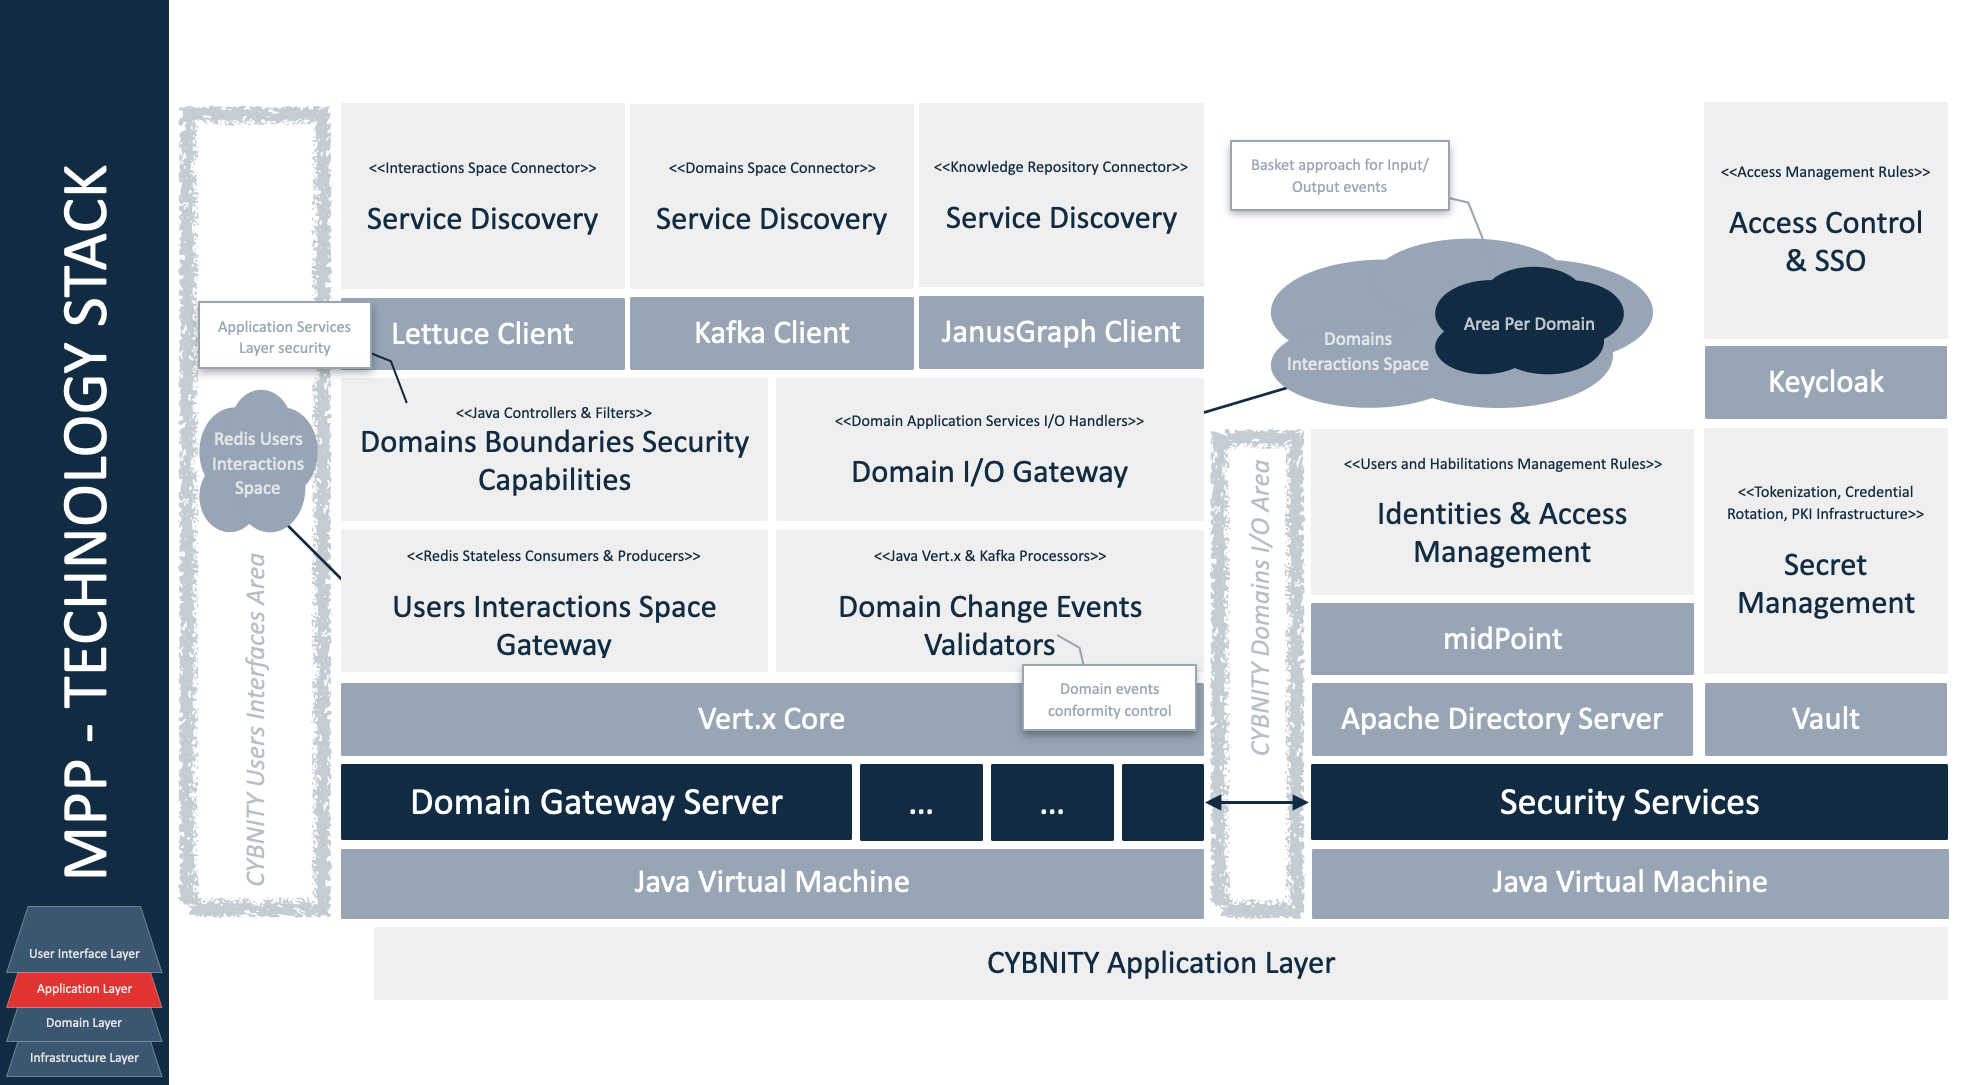 MPP - TECHNOLOGY STACK
User Interface Layer
Application Layer
Domain Layer
Infrastructure Layer
CYBNITY Users Interfaces Area
Redis Users
Interactions
Space
Application Services
Layer security
<<Interactions Space Connector>>
Service Discovery
<<Domains Space Connector>>
Service Discovery
<<Knowledge Repository Connector>>
Service Discovery
Lettuce Client
Kafka Client
JanusGraph Client
<<Java Controllers & Filters>>
Domains Boundaries Security
Capabilities
<<Domain Application Services I/O Handlers>>
Domain I/O Gateway
<<Redis Stateless Consumers & Producers>>
Users Interactions Space
Gateway
<<Java Vert.x & Kafka Processors>>
Domain Change Events
Validators
Domain events
conformity control
Vert.x Core
Domain Gateway Server
...
...
Java Virtual Machine
Basket approach for Input/
Output events
Domains
Interactions Space
Area Per Domain
CYBNITY Domains I/O Area
<<Access Management Rules>>
Access Control
& SSO
Keycloak
<<Users and Habilitations Management Rules>>
Identities & Access
Management
midPoint
Apache Directory Server
<<Tokenization, Credential
Rotation, PKI Infrastructure>>
Secret
Management
Vault
Security Services
Java Virtual Machine
CYBNITY Application Layer